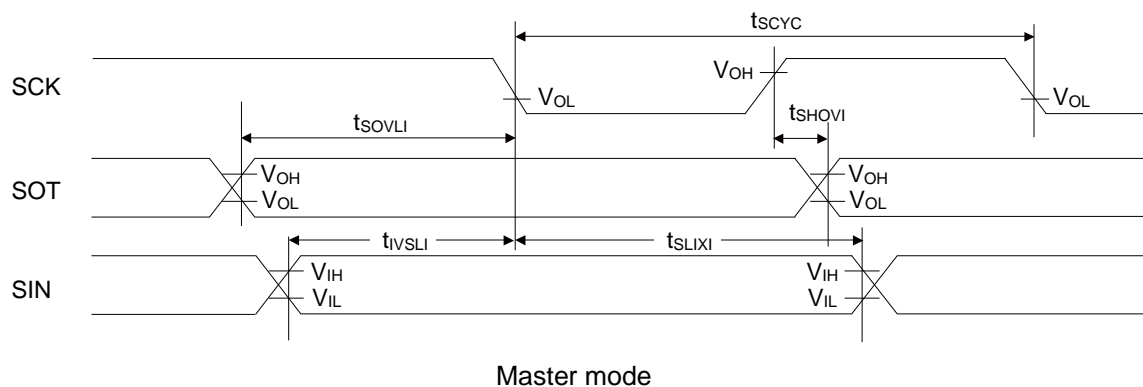 tSCYC
SCK
VOH
VOL
VOL
tSOVLI
tSHOVI
SOT
VOH
VOL
VOH
VOL
tIVSLI
tSLIXI
SIN
VIH
VIL
VIH
VIL
Master mode